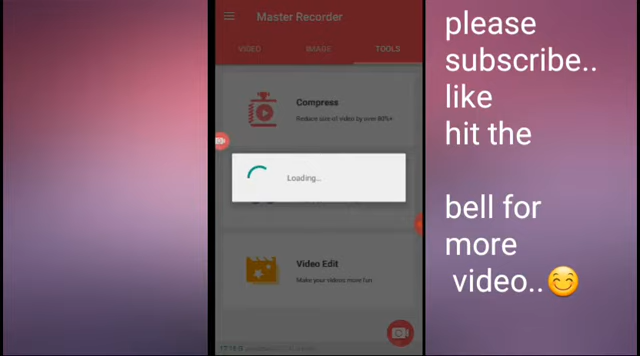 Master Recorder
VIDEO IMAGE TOOLS
Compress
Reduce size of video by over 80%+
Loading...
Video Edit
Make your videos more fun
please
subscribe..
like
hit the
bell for
more
video..😊